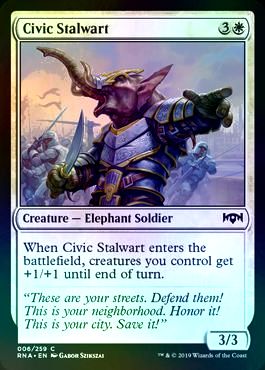 Civic Stalwart 3
Creature — Elephant Soldier
When Civic Stalwart enters the
battlefield, creatures you control get
+1/+1 until end of turn.
“These are your streets. Defend them!
This is your neighborhood. Honor it!
This is your city. Save it!”
3/3
006/259 C
RNA • EN Gabor Szikszai
™ & © 2019 Wizards of the Coast